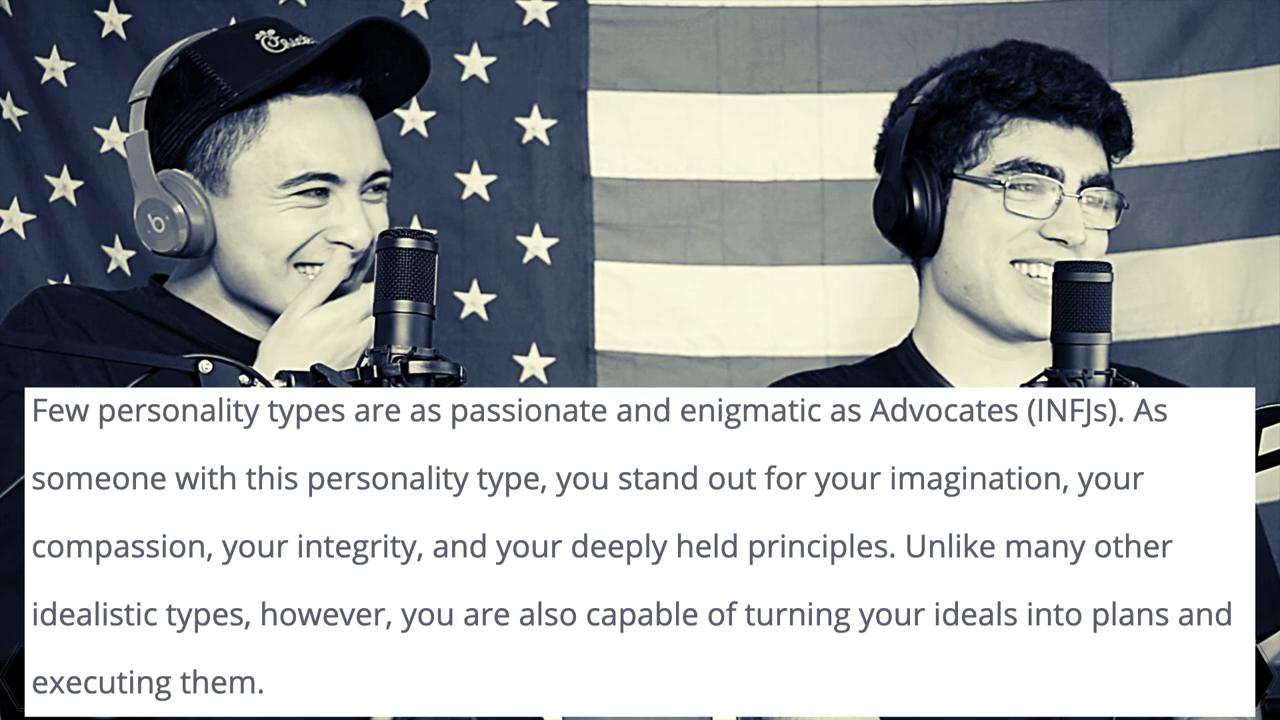 Chick
b
Few personality types are as passionate and enigmatic as Advocates (INFJs). As
someone with this personality type, you stand out for your imagination, your
compassion, your integrity, and your deeply held principles. Unlike many other
idealistic types, however, you are also capable of turning your ideals into plans and
executing them.